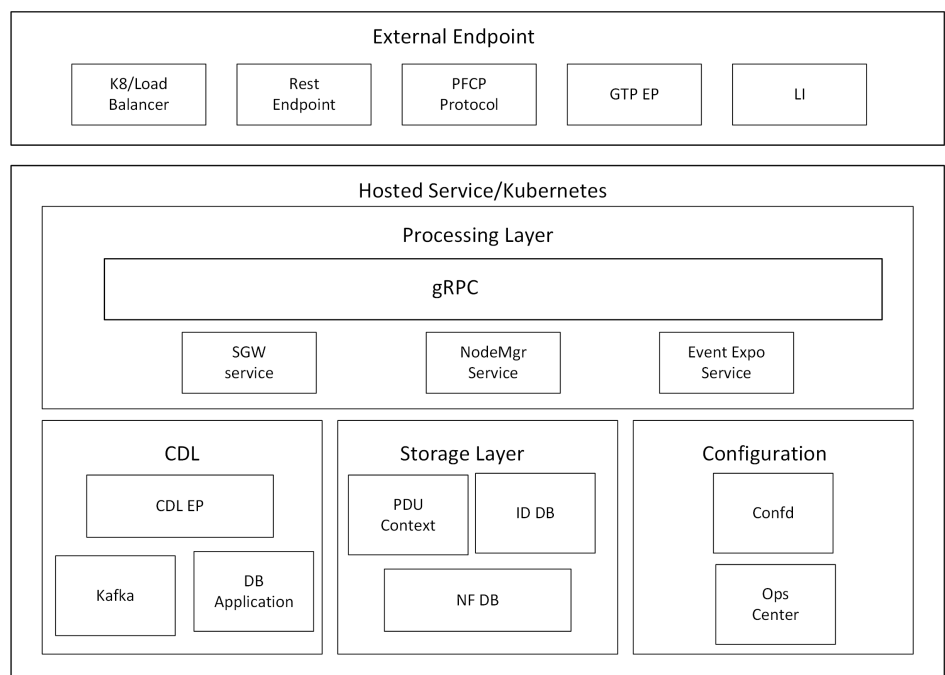 External Endpoint
K8/Load
Balancer
Rest
Endpoint
PFCP
Protocol
GTP EP
LI
Hosted Service/Kubernetes
Processing Layer
gRPC
SGW
service
NodeMgr
Service
Event Expo
Service
CDL
CDL EP
Kafka
DB
Application
Storage Layer
PDU
Context
ID DB
NF DB
Configuration
Confd
Ops
Center